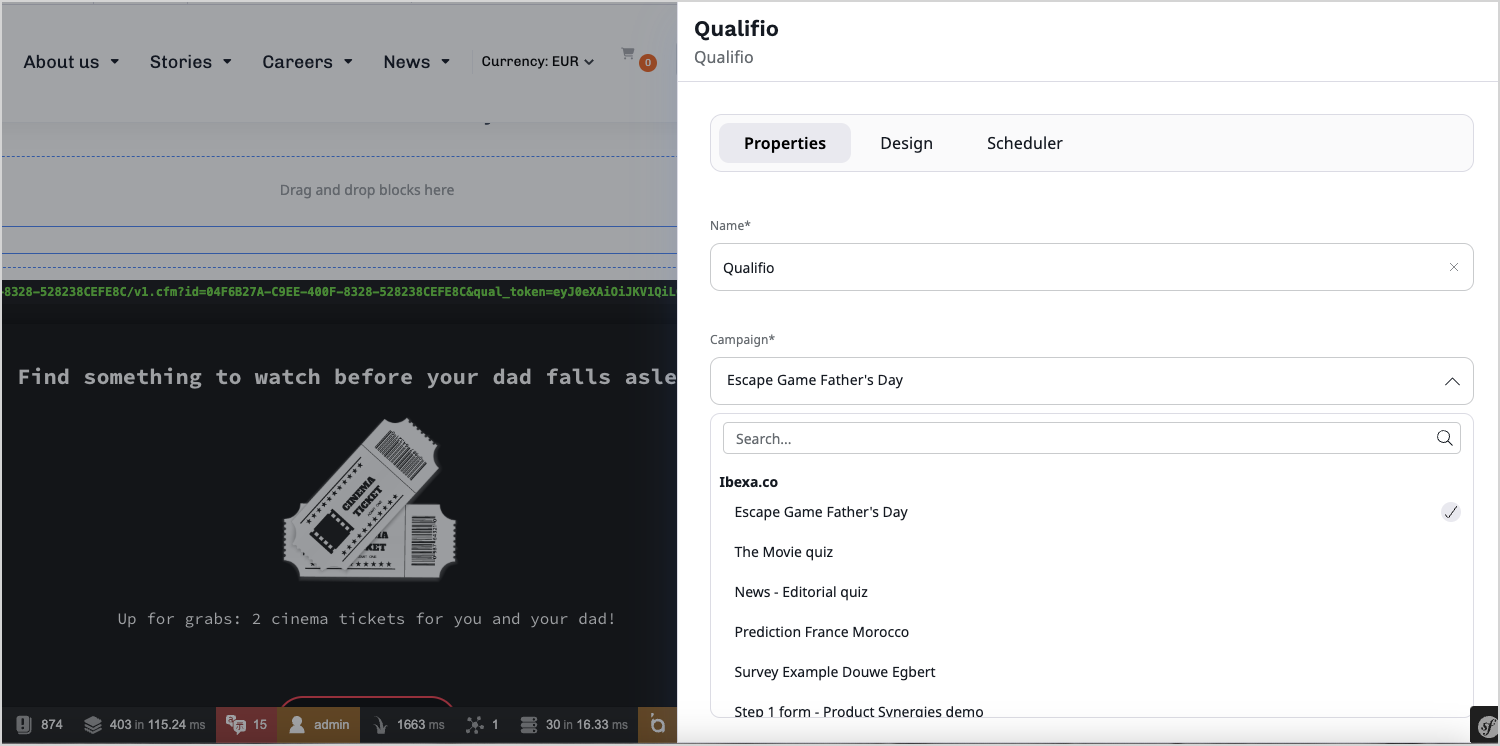 About us
Stories
Careers
News
Currency: EUR
0
Drag and drop blocks here
-8328-528238CEFE8C/v1.cfm?id=04F6B27A-C9EE-400F-8328-528238CEFE8C&qual_token=eyJ0eXAiOiJKV1QiL
Find something to watch before your dad falls asle
CINEMA
TICKET
Up for grabs: 2 cinema tickets for you and your dad!
874
403 in 115.24 ms
15
admin
1663 ms
1
30 in 16.33 ms
Qualifio
Qualifio
Properties
Design
Scheduler
Name*
Qualifio
Campaign*
Escape Game Father's Day
Search...
Ibexa.co
Escape Game Father's Day
The Movie quiz
News - Editorial quiz
Prediction France Morocco
Survey Example Douwe Egbert
Step 1 form - Product Synergies demo
sf